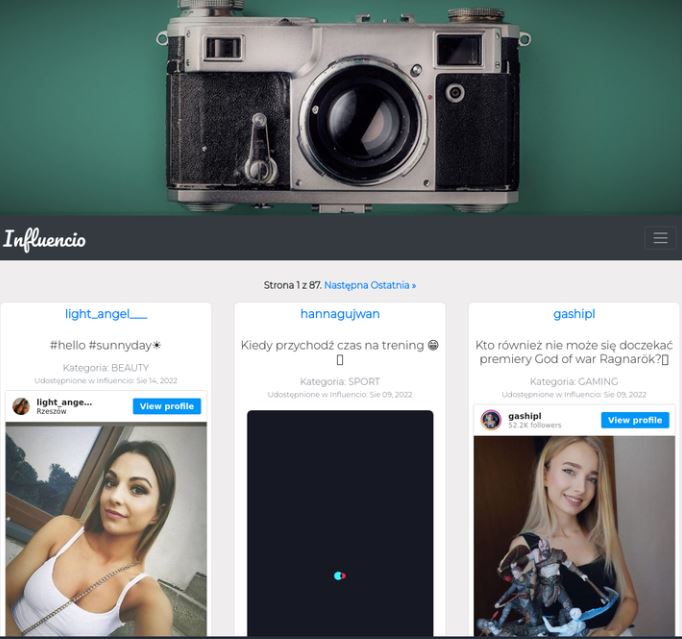 Influencio
Strona 1 z 87. Następna Ostatnia »
light_angel___
#hello #sunnyday☀
Kategoria: BEAUTY
Udostępnione w Influencio: Sie 14, 2022
light_ange...
Rzeszów
View profile
hannagujwan
Kiedy przychodź czas na trening 😁
Kategoria: SPORT
Udostępnione w Influencio: Sie 09, 2022
gashipl
Kto również nie może się doczekać
premiery God of war Ragnarök?
Kategoria: GAMING
Udostępnione w Influencio: Sie 09, 2022
gashipl
52.2K followers
View profile